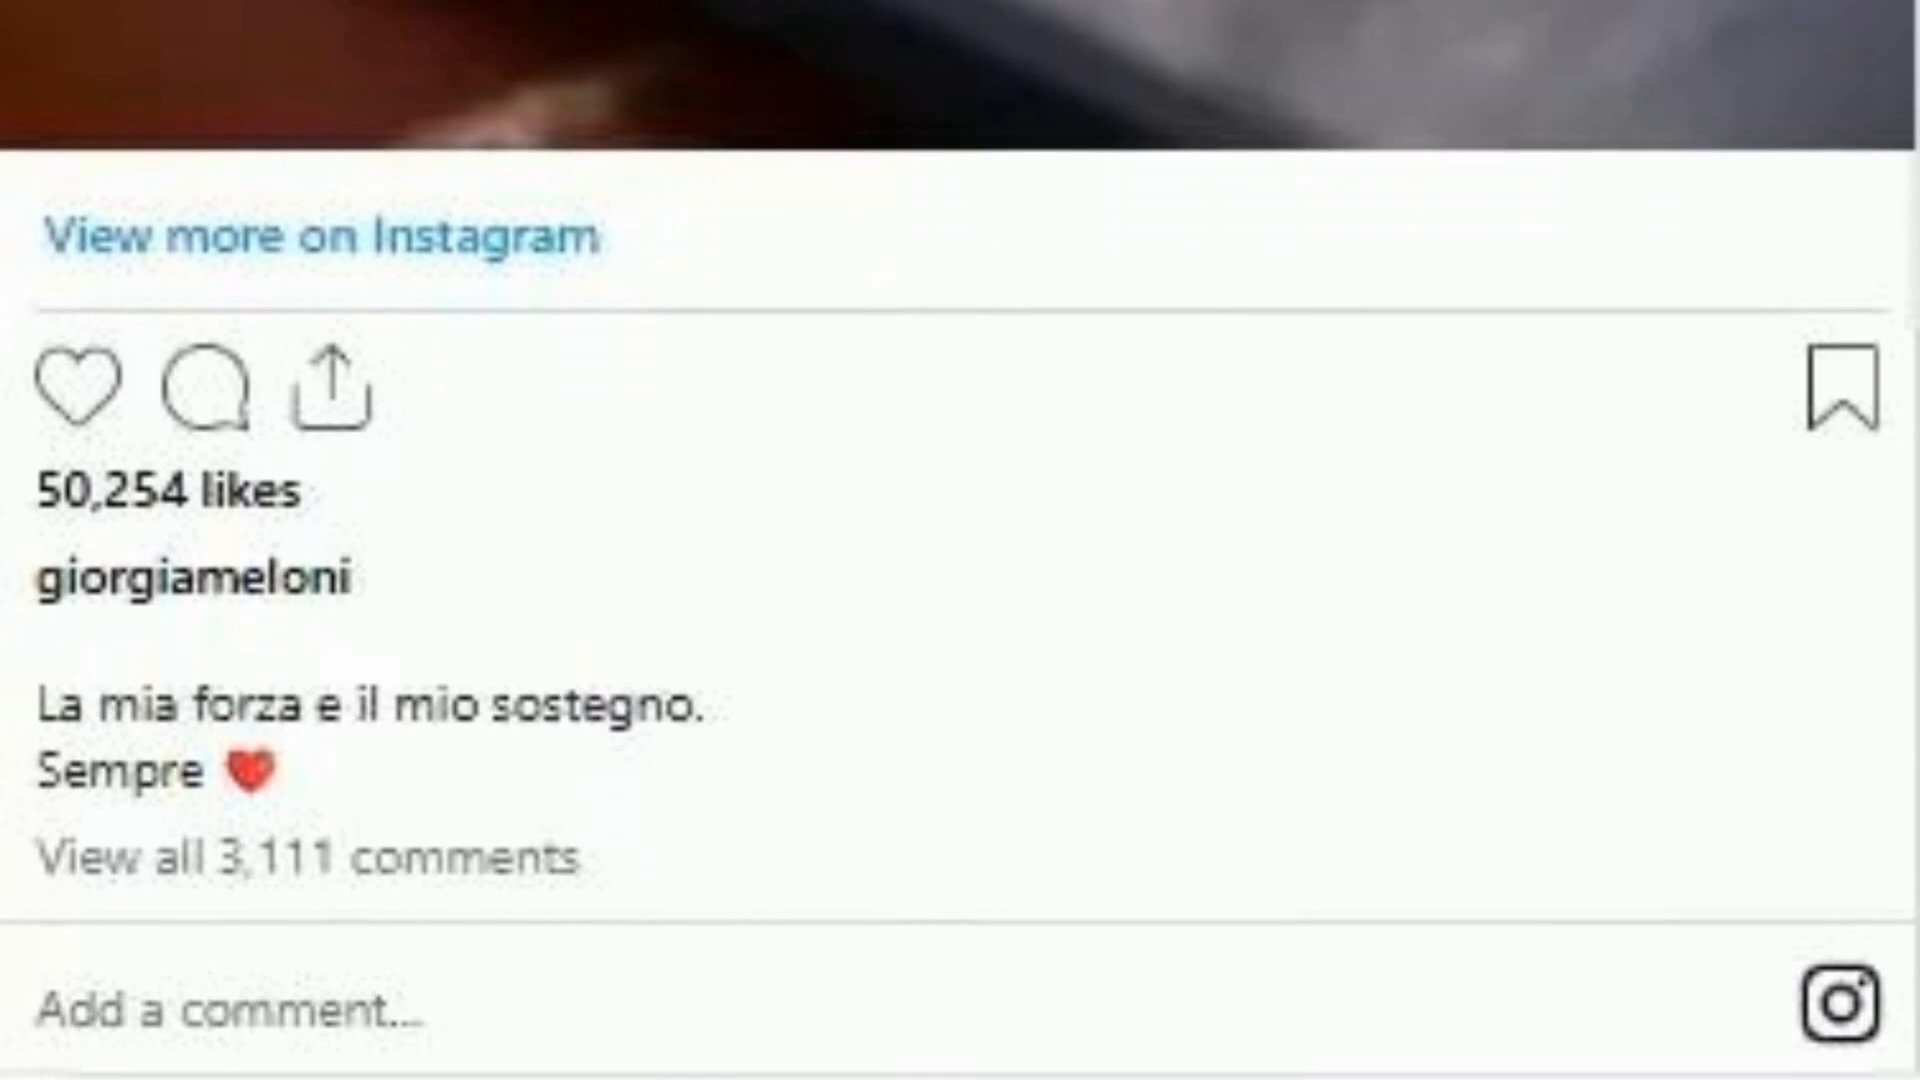 View more on Instagram
50,254 likes
giorgiameloni
La mia forza e il mio sostegno.
Sempre ❤️
View all 3,111 comments
Add a comment...